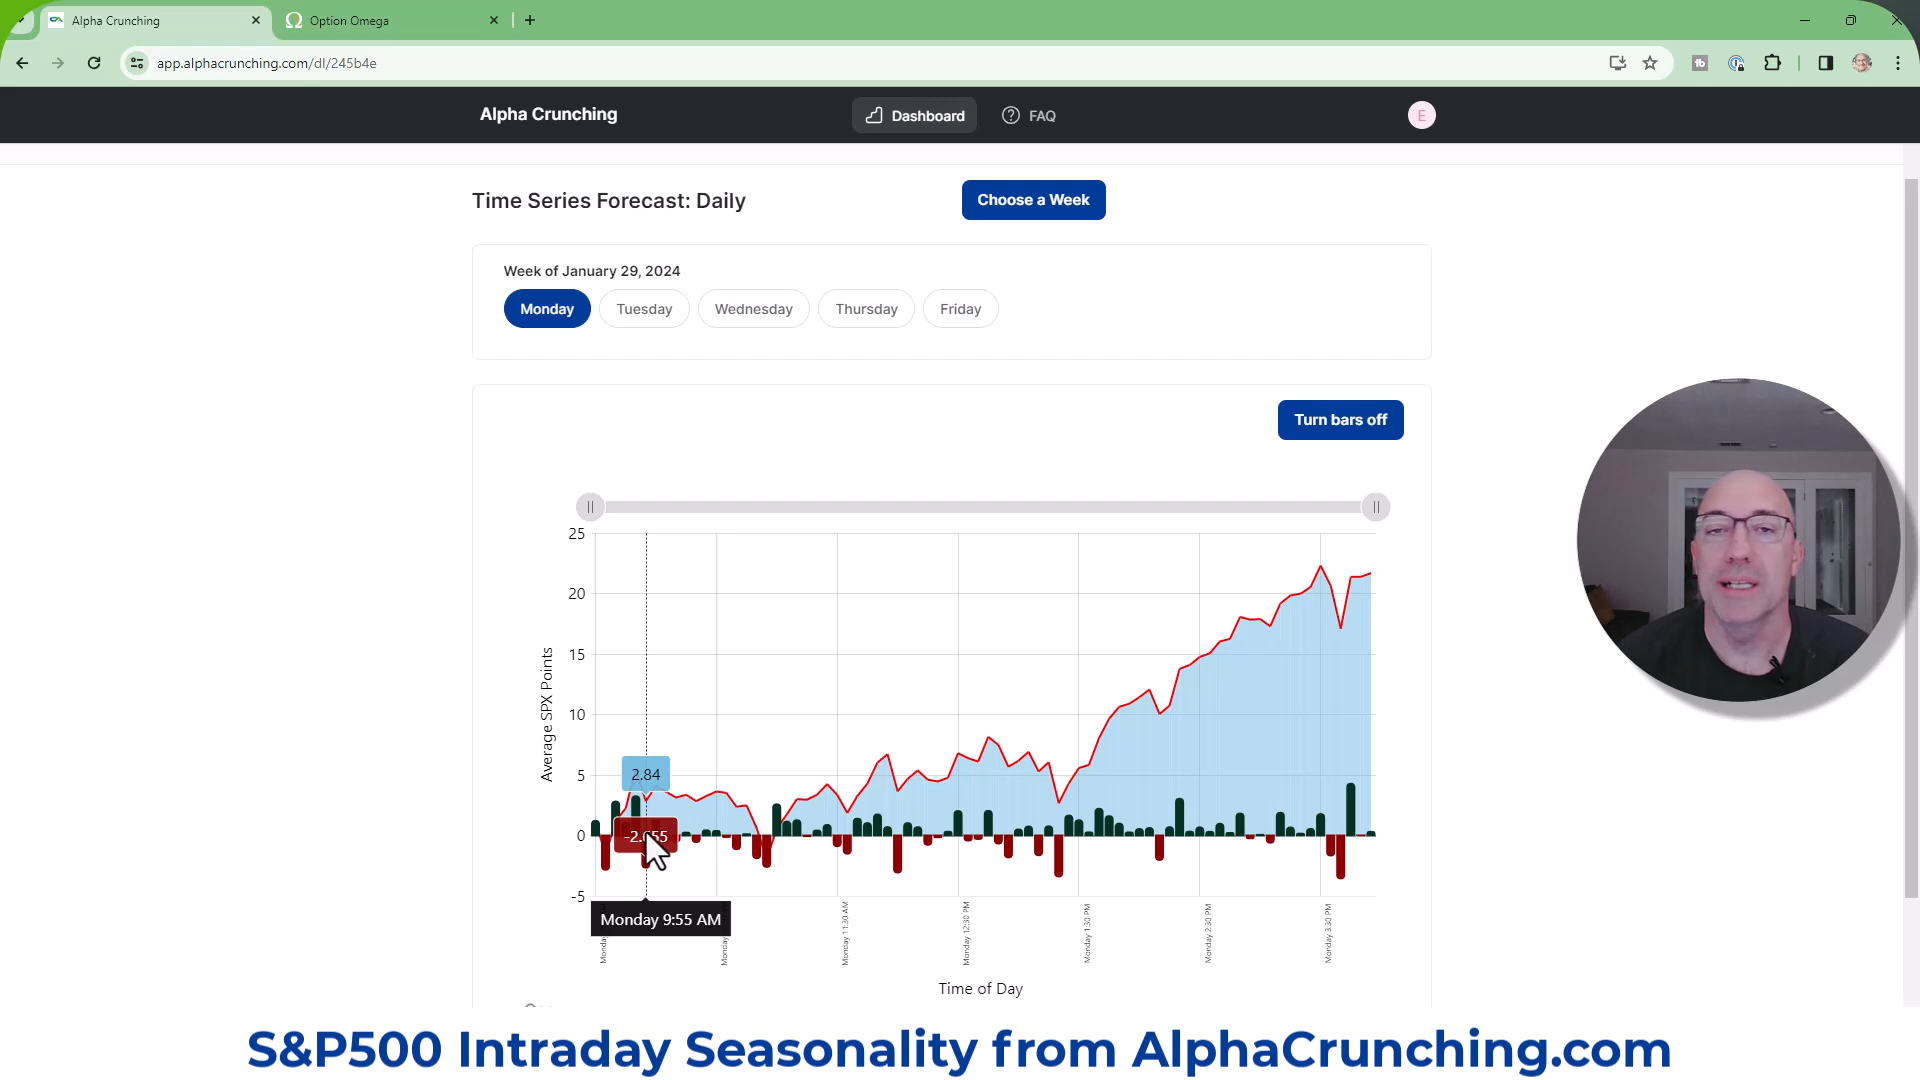 Alpha Crunching
Option Omega
app.alphacrunching.com/dl/245b4e
Alpha Crunching
Dashboard
FAQ
E
Time Series Forecast: Daily
Choose a Week
Week of January 29, 2024
Monday
Tuesday
Wednesday
Thursday
Friday
Turn bars off
25
20
15
10
5
0
-5
Average SPX Points
2.84
Monday 9:55 AM
Monday
Monday
Monday 11:30 AM
Monday 12:30 PM
Monday 1:30 PM
Monday 2:30 PM
Monday 3:30 PM
Time of Day
S&P500 Intraday Seasonality from AlphaCrunching.com